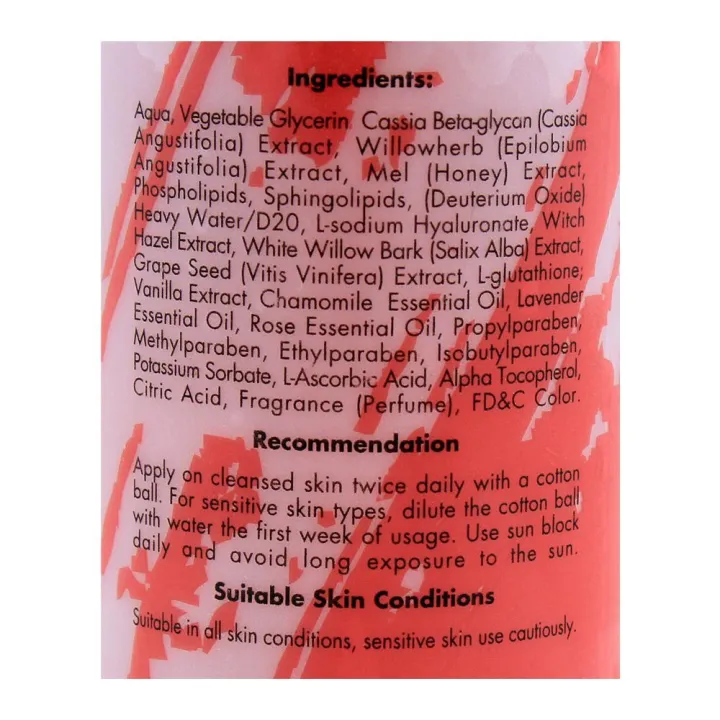 Ingredients:
Aqua, Vegetable Glycerin Cassia Beta-glycan (Cassia
Angustifolia) Extract, Willowherb (Epilobium
Angustifolia) Extract, Mel (Honey) Extract,
Phospholipids, Sphingolipids, (Deuterium Oxide)
Heavy Water/D20, L-sodium Hyaluronate, Witch
Hazel Extract, White Willow Bark (Salix Alba) Extract,
Grape Seed (Vitis Vinifera) Extract, L-glutathione;
Vanilla Extract, Chamomile Essential Oil, Lavender
Essential Oil, Rose Essential Oil, Propylparaben,
Methylparaben, Ethylparaben, Isobutylparaben,
Potassium Sorbate, L-Ascorbic Acid, Alpha Tocopherol,
Citric Acid, Fragrance (Perfume), FD&C Color.
Recommendation
Apply on cleansed skin twice daily with a cotton
ball. For sensitive skin types, dilute the cotton ball
with water the first week of usage. Use sun block
daily and avoid long exposure to the sun.
Suitable Skin Conditions
Suitable in all skin conditions, sensitive skin use cautiously.